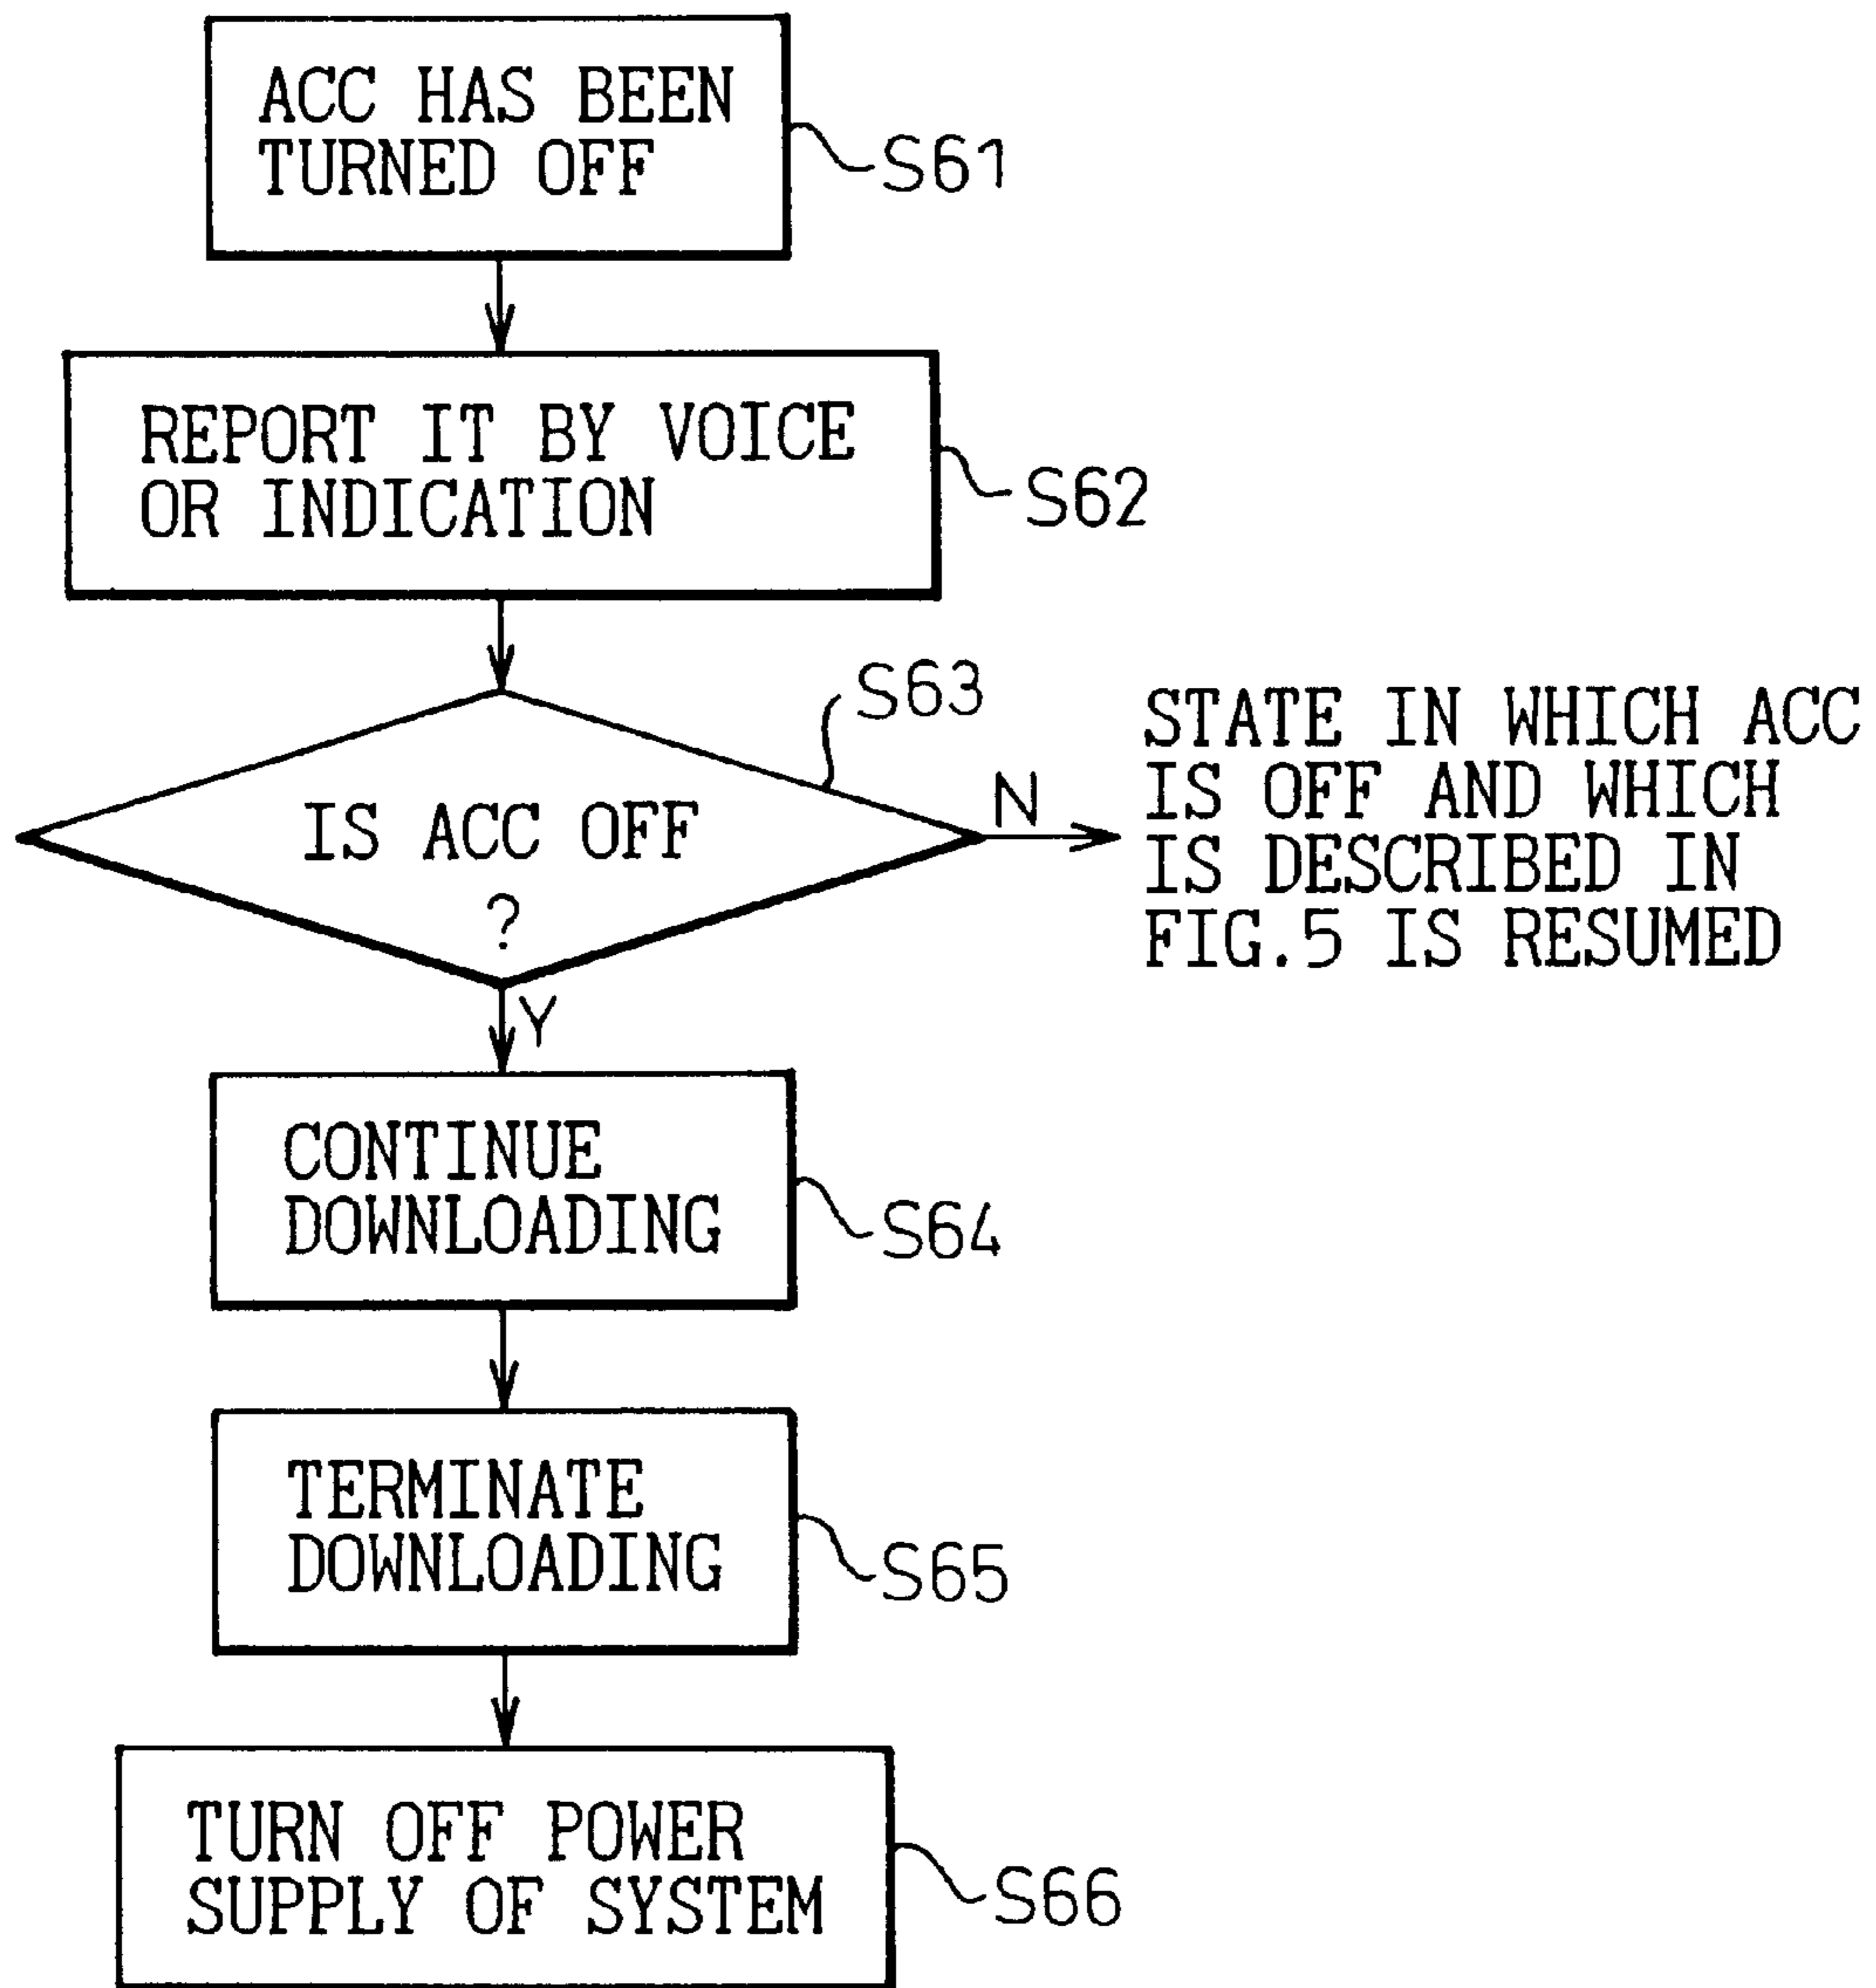 ACC HAS BEEN
TURNED OFF
S61
REPORT IT BY VOICE
OR INDICATION
S62
S63
IS ACC OFF
?
N
STATE IN WHICH ACC
IS OFF AND WHICH
IS DESCRIBED IN
FIG.5 IS RESUMED
Y
CONTINUE
DOWNLOADING
S64
TERMINATE
DOWNLOADING
S65
TURN OFF POWER
SUPPLY OF SYSTEM
S66